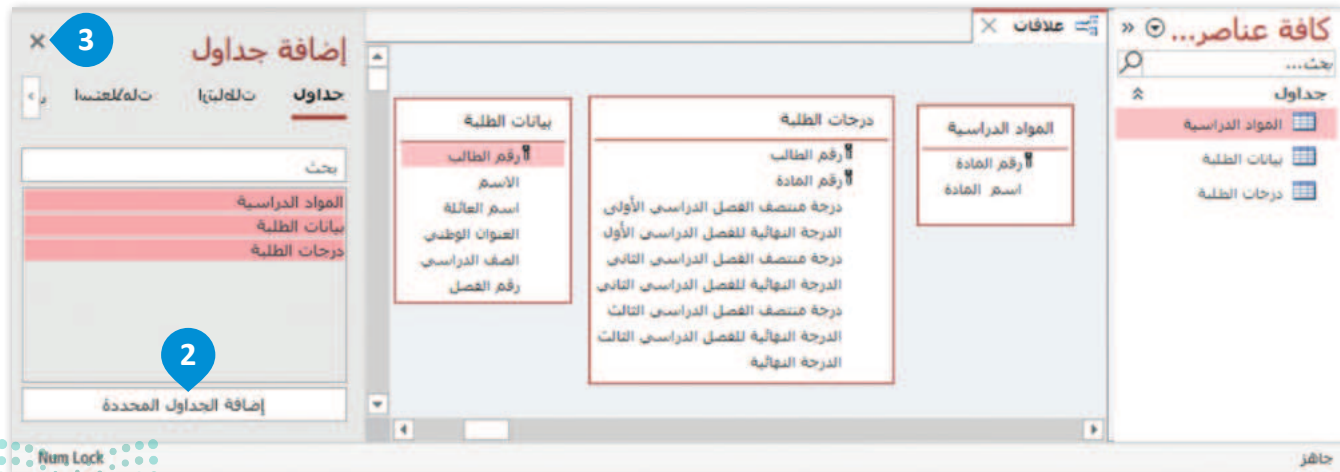 كافة عناصر...
بحث...
جداول
المواد الدراسية
بيانات الطلبة
درجات الطلبة
علاقات
المواد الدراسية
رقم المادة
اسم المادة
درجات الطلبة
رقم الطالب
رقم المادة
درجة منتصف الفصل الدراسي الأولى
الدرجة النهائية للفصل الدراسي الأول
درجة منتصف الفصل الدراسي الثاني
الدرجة النهائية للفصل الدراسي الثاني
درجة منتصف الفصل الدراسي الثالث
الدرجة النهائية للفصل الدراسي الثالث
الدرجة النهائية
بيانات الطلبة
رقم الطالب
الاسم
اسم العائلة
العنوان الوطني
الصف الدراسي
رقم الفصل
3
إضافة جداول
جداول
بحث
المواد الدراسية
بيانات الطلبة
درجات الطلبة
2
إضافة الجداول المحددة
جاهز
Num Lock